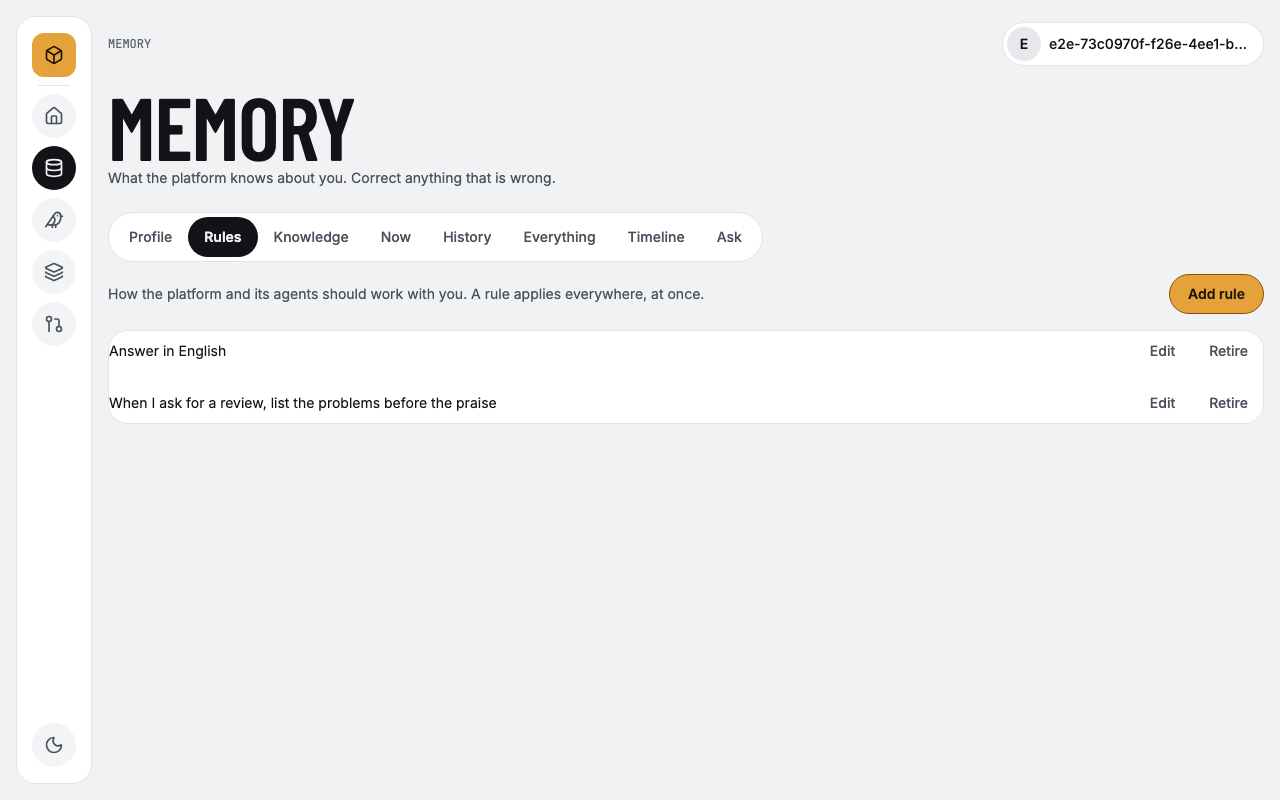 MEMORY
E
e2e-73c0970f-f26e-4ee1-b...
MEMORY
What the platform knows about you. Correct anything that is wrong.
Profile Rules Knowledge Now History Everything Timeline Ask
How the platform and its agents should work with you. A rule applies everywhere, at once.
Add rule
Answer in English
Edit Retire
When I ask for a review, list the problems before the praise
Edit Retire